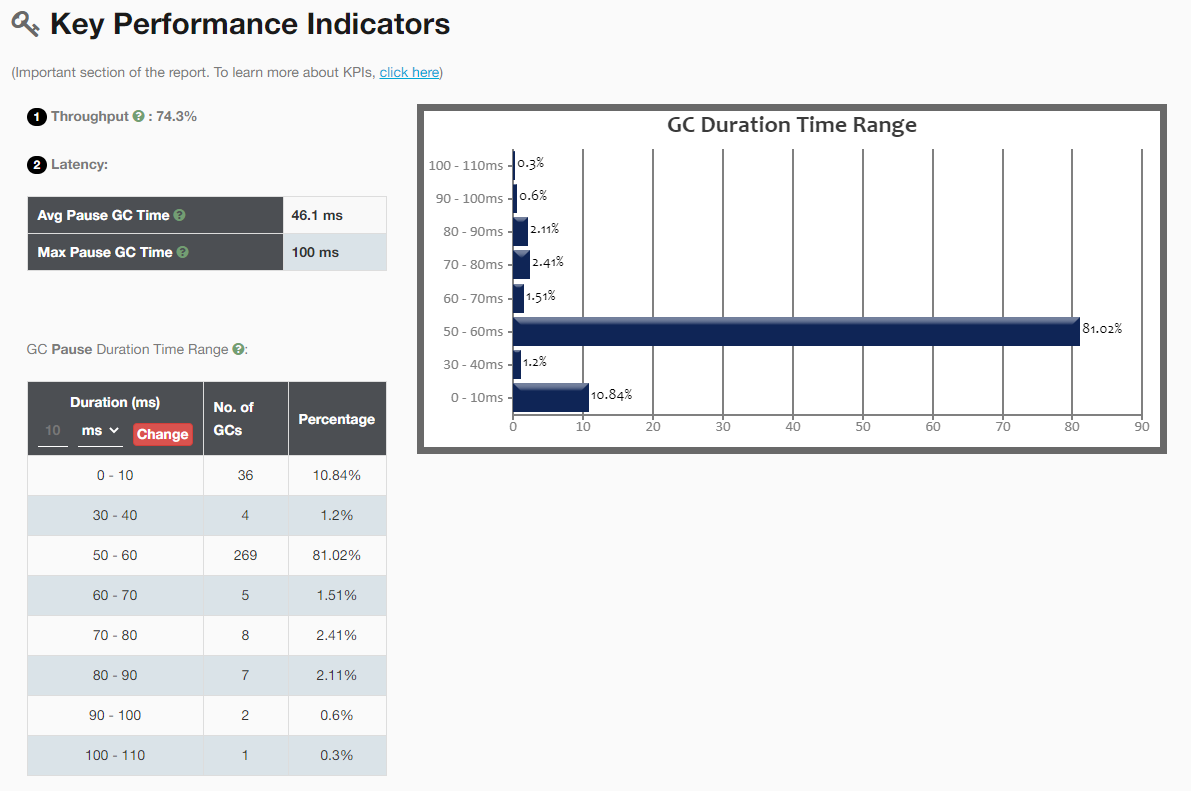 Key Performance Indicators
(Important section of the report. To learn more about KPIs, click here)
1 Throughput ? : 74.3%
2 Latency:
Avg Pause GC Time ? 46.1 ms
Max Pause GC Time ? 100 ms
GC Pause Duration Time Range ?:
Duration (ms) No. of GCs Percentage
10 ms Change
0 - 10 36 10.84%
30 - 40 4 1.2%
50 - 60 269 81.02%
60 - 70 5 1.51%
70 - 80 8 2.41%
80 - 90 7 2.11%
90 - 100 2 0.6%
100 - 110 1 0.3%
GC Duration Time Range
100 - 110ms 0.3%
90 - 100ms 0.6%
80 - 90ms 2.11%
70 - 80ms 2.41%
60 - 70ms 1.51%
50 - 60ms 81.02%
30 - 40ms 1.2%
0 - 10ms 10.84%
0 10 20 30 40 50 60 70 80 90